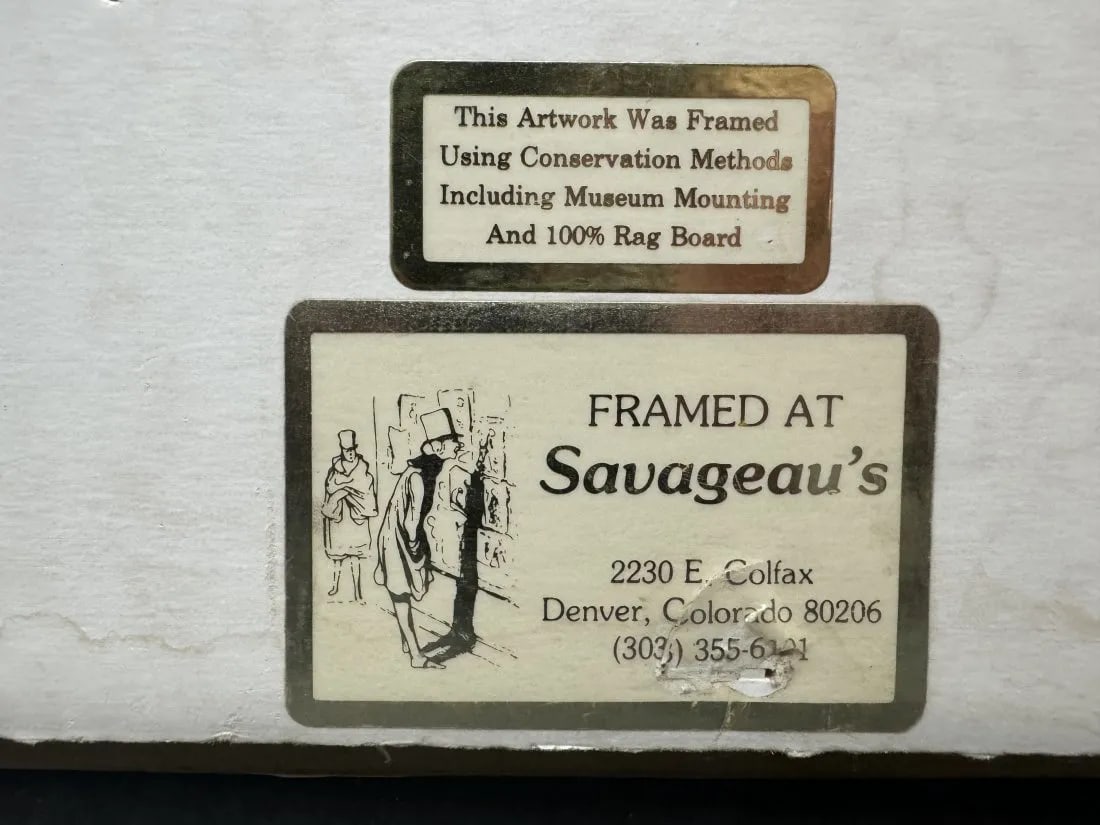 This Artwork Was Framed
Using Conservation Methods
Including Museum Mounting
And 100% Rag Board
FRAMED AT
Savageau's
2230 E. Colfax
Denver, Colorado 80206
(303)